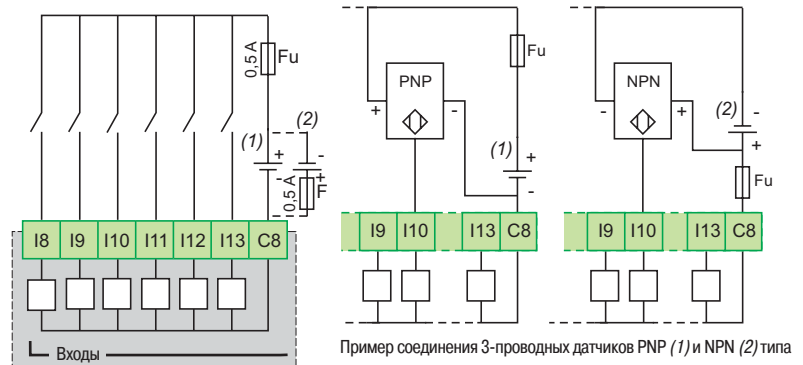 0,5 A
Fu
(1)
(2)
+
-
-
+
0,5 A
F
I8 I9 I10 I11 I12 I13 C8
Входы
PNP
+
-
Fu
(1)
+
-
I9 I10 I13 C8
NPN
-
+
(2)
-
+
Fu
I9 I10 I13 C8
Пример соединения 3-проводных датчиков PNP (1) и NPN (2) типа